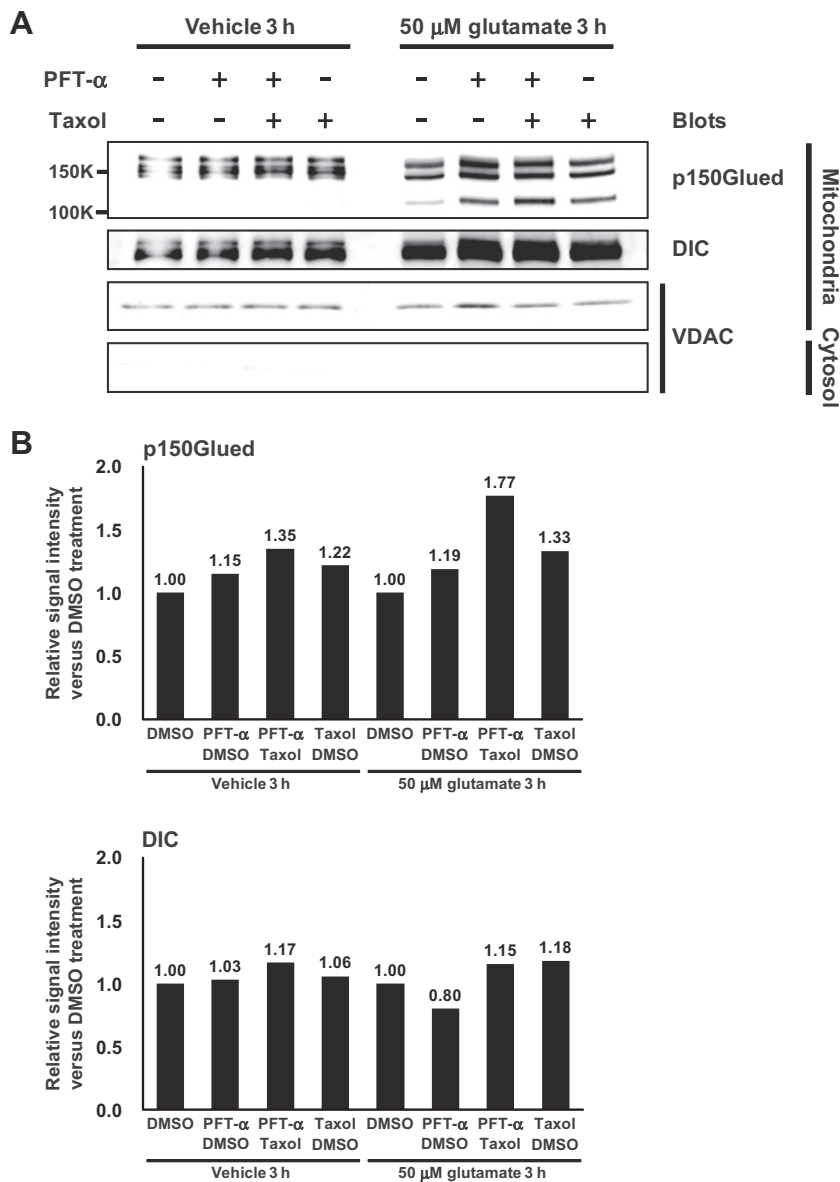 A
Vehicle 3 h 50 μM glutamate 3 h
PFT-α - + + - - + + -
Taxol - - + + - - + + Blots
150K
100K
p150Glued
DIC
VDAC
Mitochondria
Cytosol
B
p150Glued
Relative signal intensity
versus DMSO treatment
2.0
1.5
1.0
0.5
0.0
1.00 1.15 1.35 1.22 1.00 1.19 1.77 1.33
DMSO PFT-α PFT-α Taxol DMSO PFT-α PFT-α Taxol
DMSO Taxol DMSO DMSO Taxol DMSO
Vehicle 3 h 50 μM glutamate 3 h
DIC
Relative signal intensity
versus DMSO treatment
2.0
1.5
1.0
0.5
0.0
1.00 1.03 1.17 1.06 1.00 0.80 1.15 1.18
DMSO PFT-α PFT-α Taxol DMSO PFT-α PFT-α Taxol
DMSO Taxol DMSO DMSO Taxol DMSO
Vehicle 3 h 50 μM glutamate 3 h